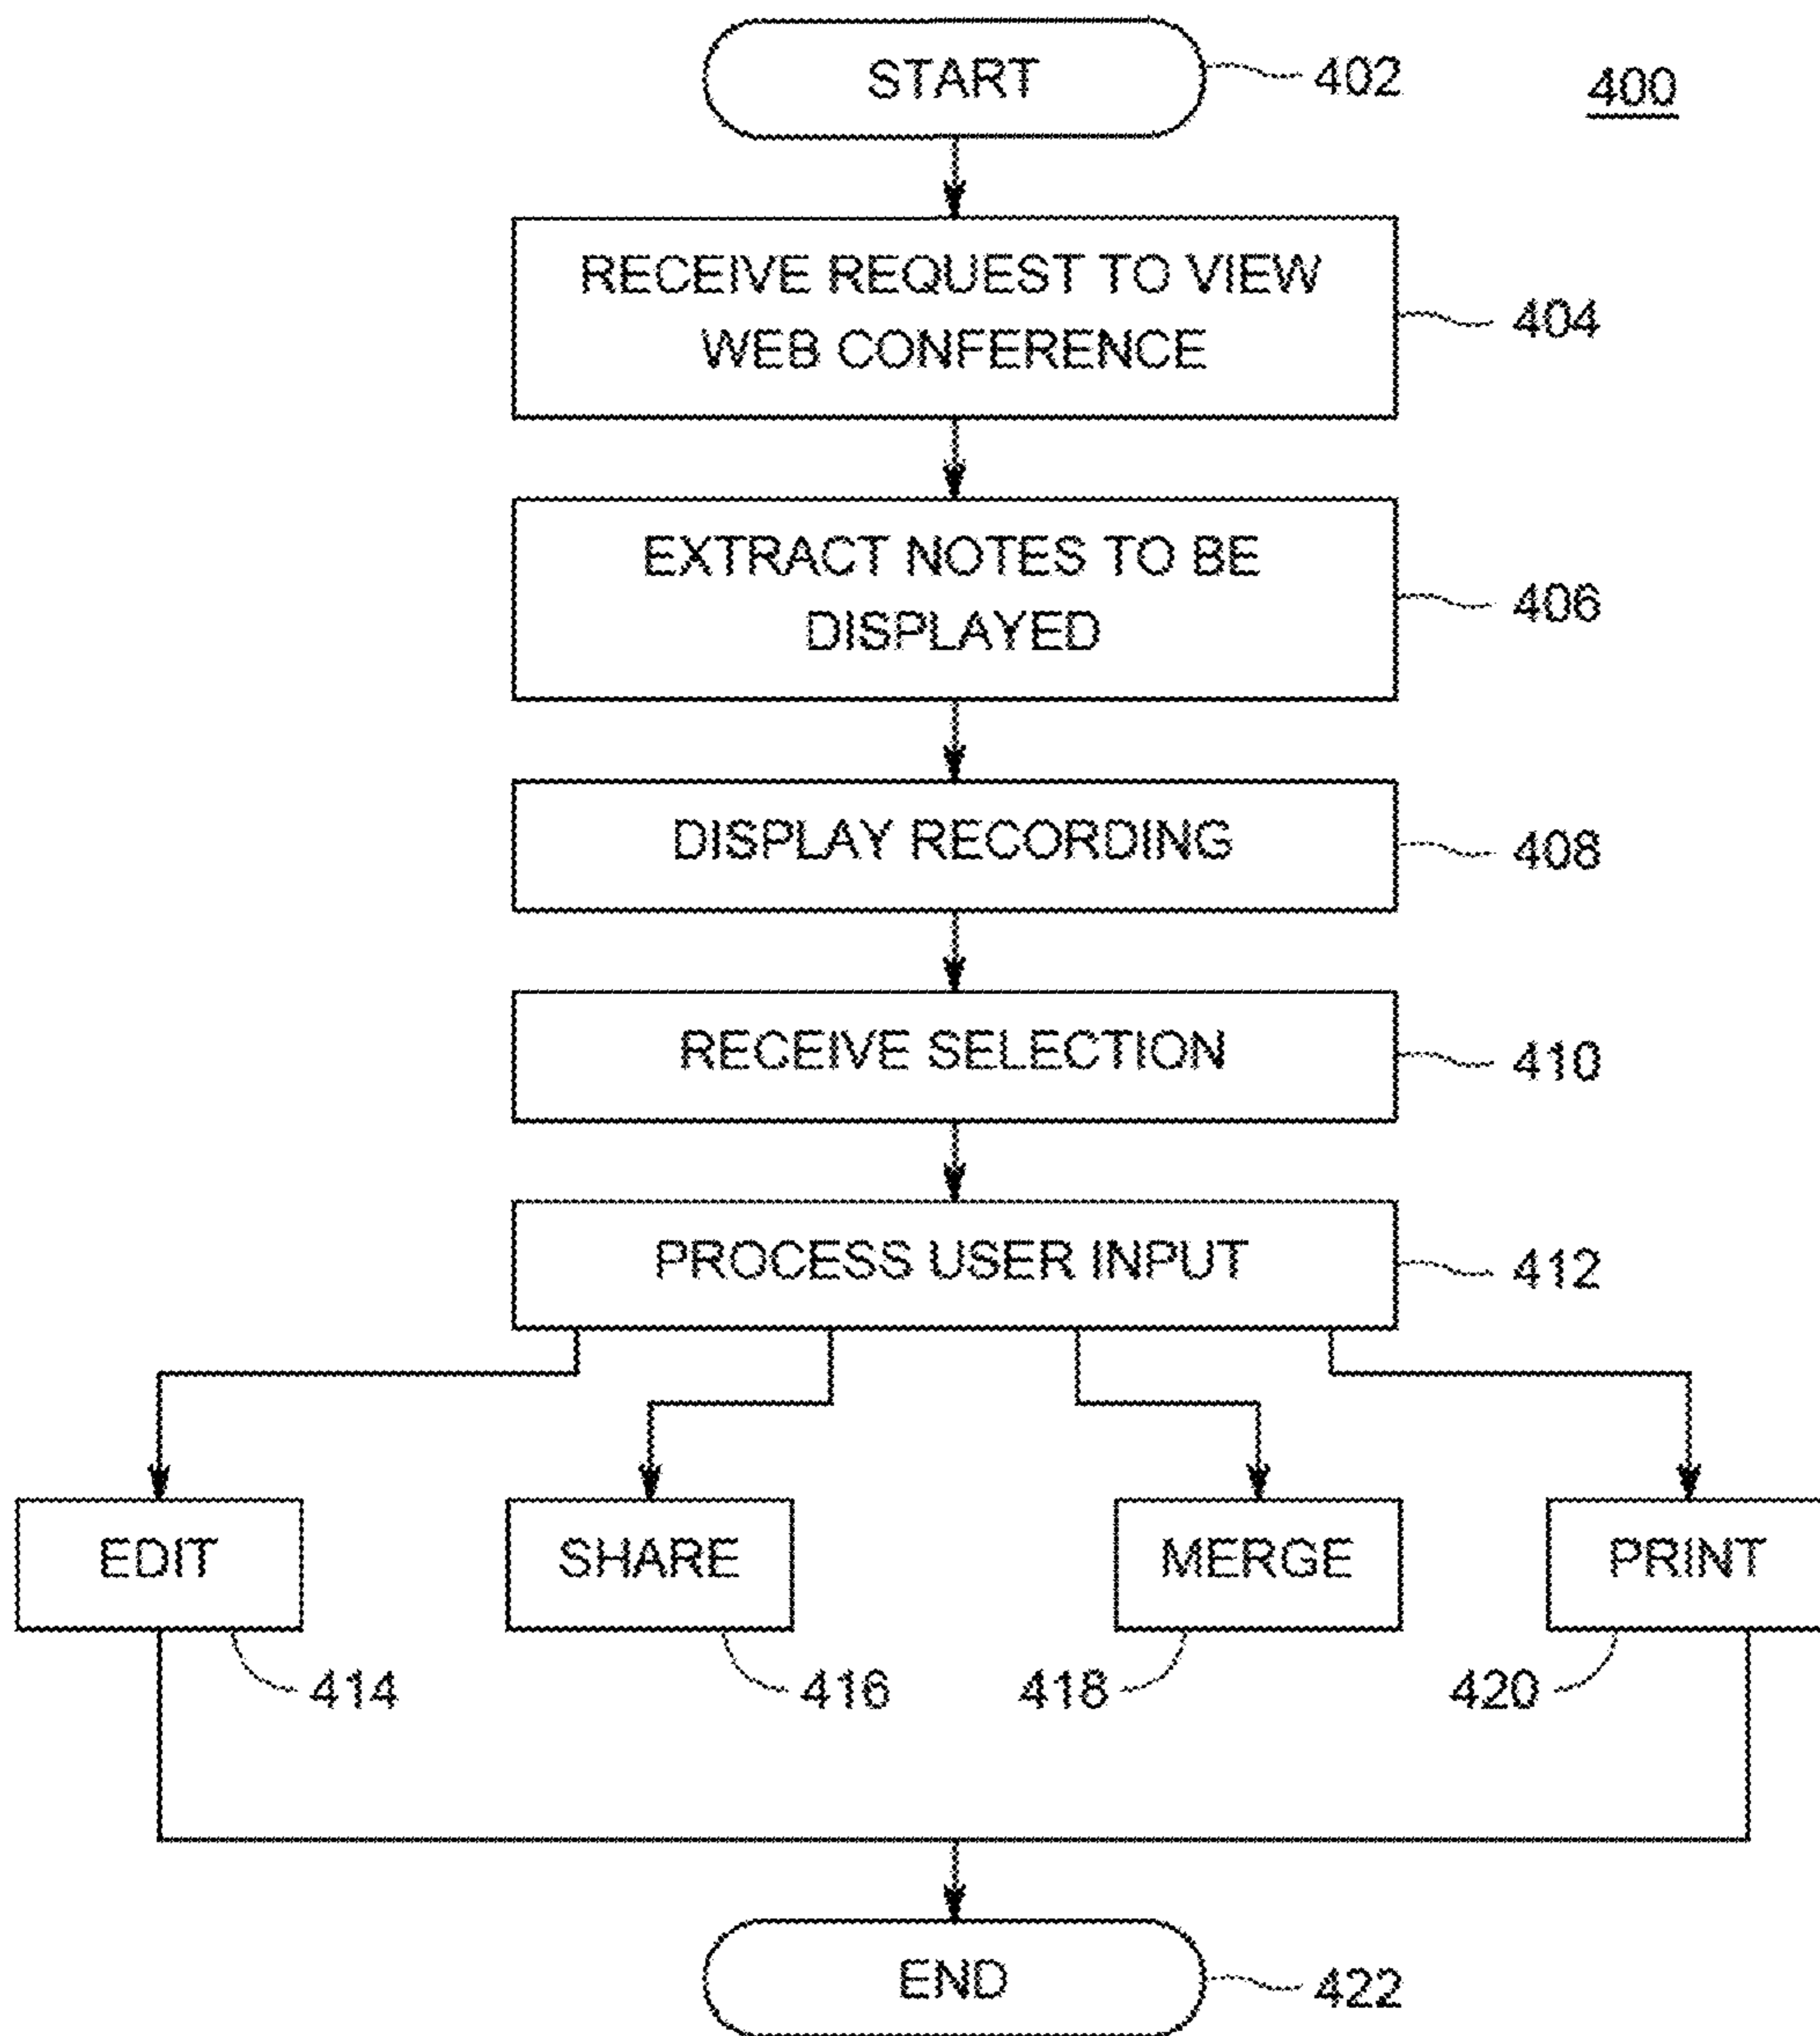 START
402
400
RECEIVE REQUEST TO VIEW
WEB CONFERENCE
404
EXTRACT NOTES TO BE
DISPLAYED
406
DISPLAY RECORDING
408
RECEIVE SELECTION
410
PROCESS USER INPUT
412
EDIT
SHARE
MERGE
PRINT
414
416
418
420
END
422